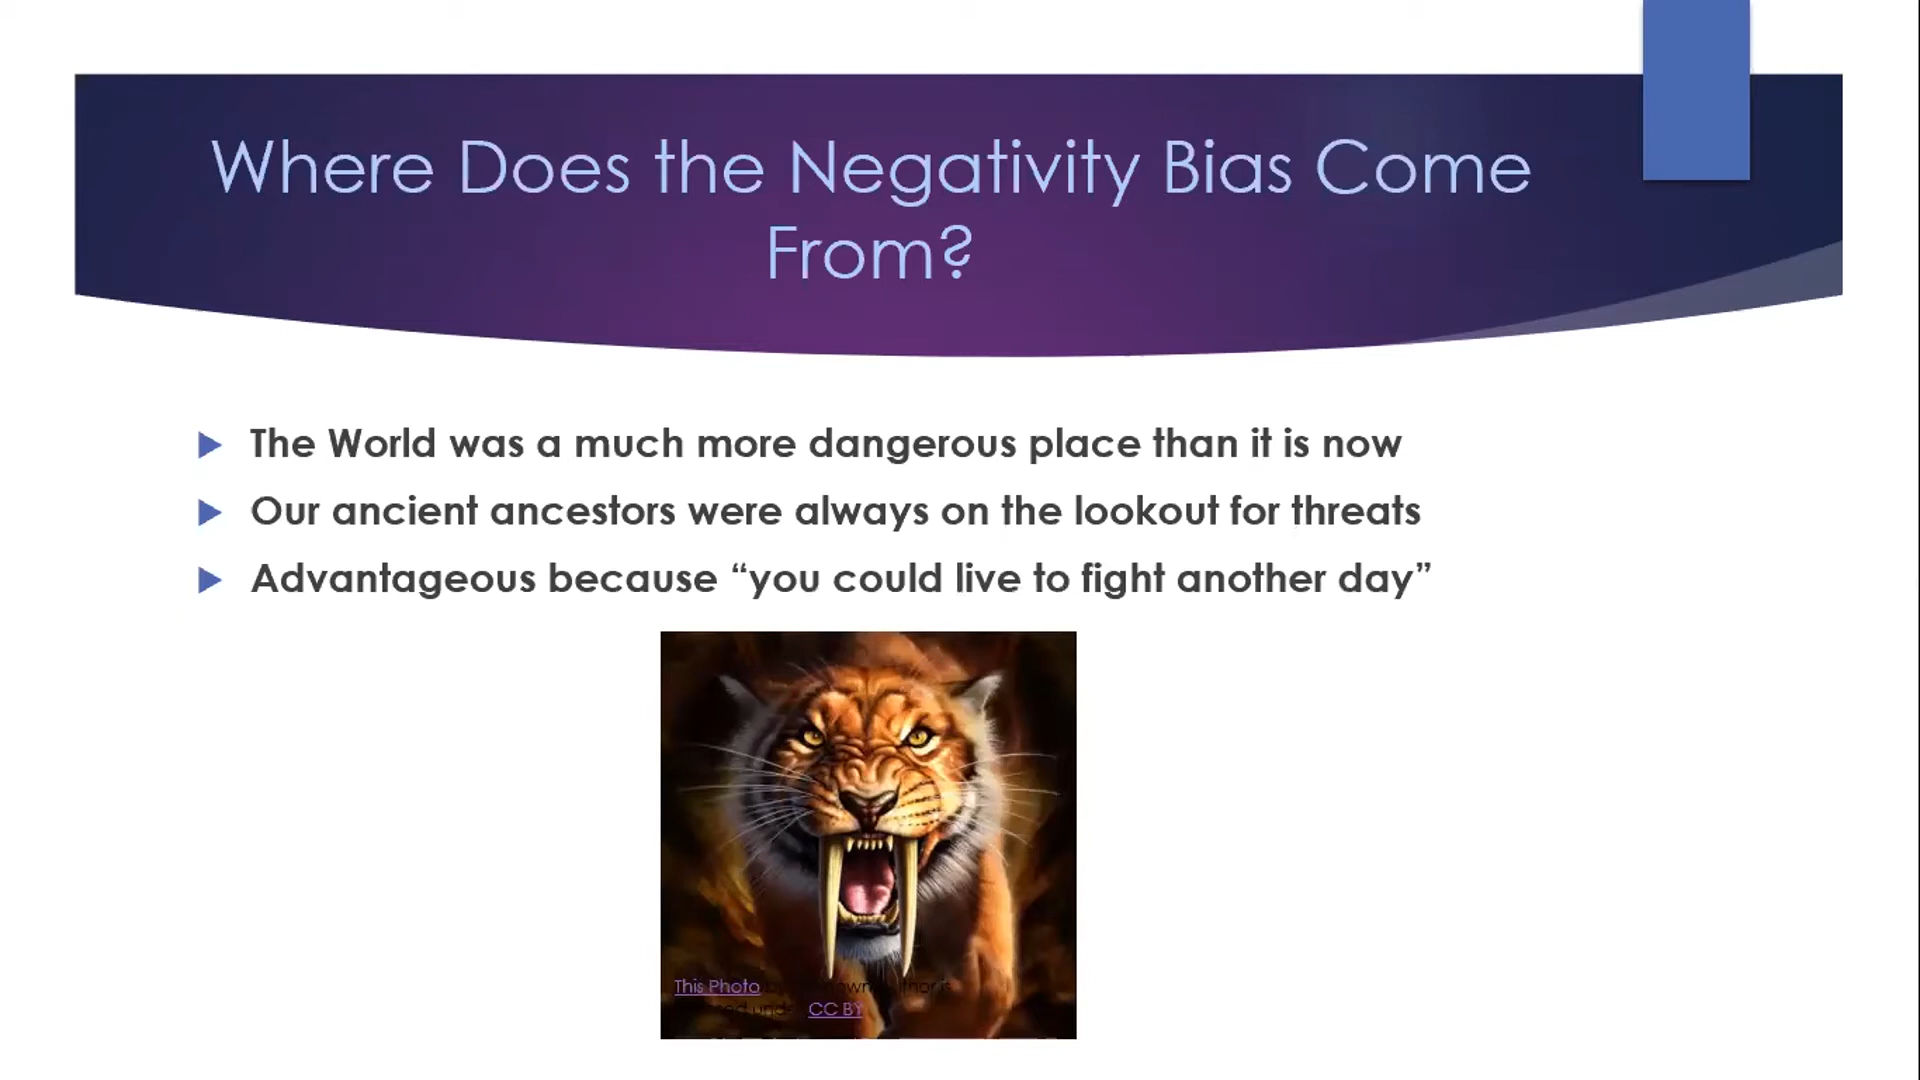 Where Does the Negativity Bias Come
From?
The World was a much more dangerous place than it is now
Our ancient ancestors were always on the lookout for threats
Advantageous because “you could live to fight another day”
This Photo
CC BY